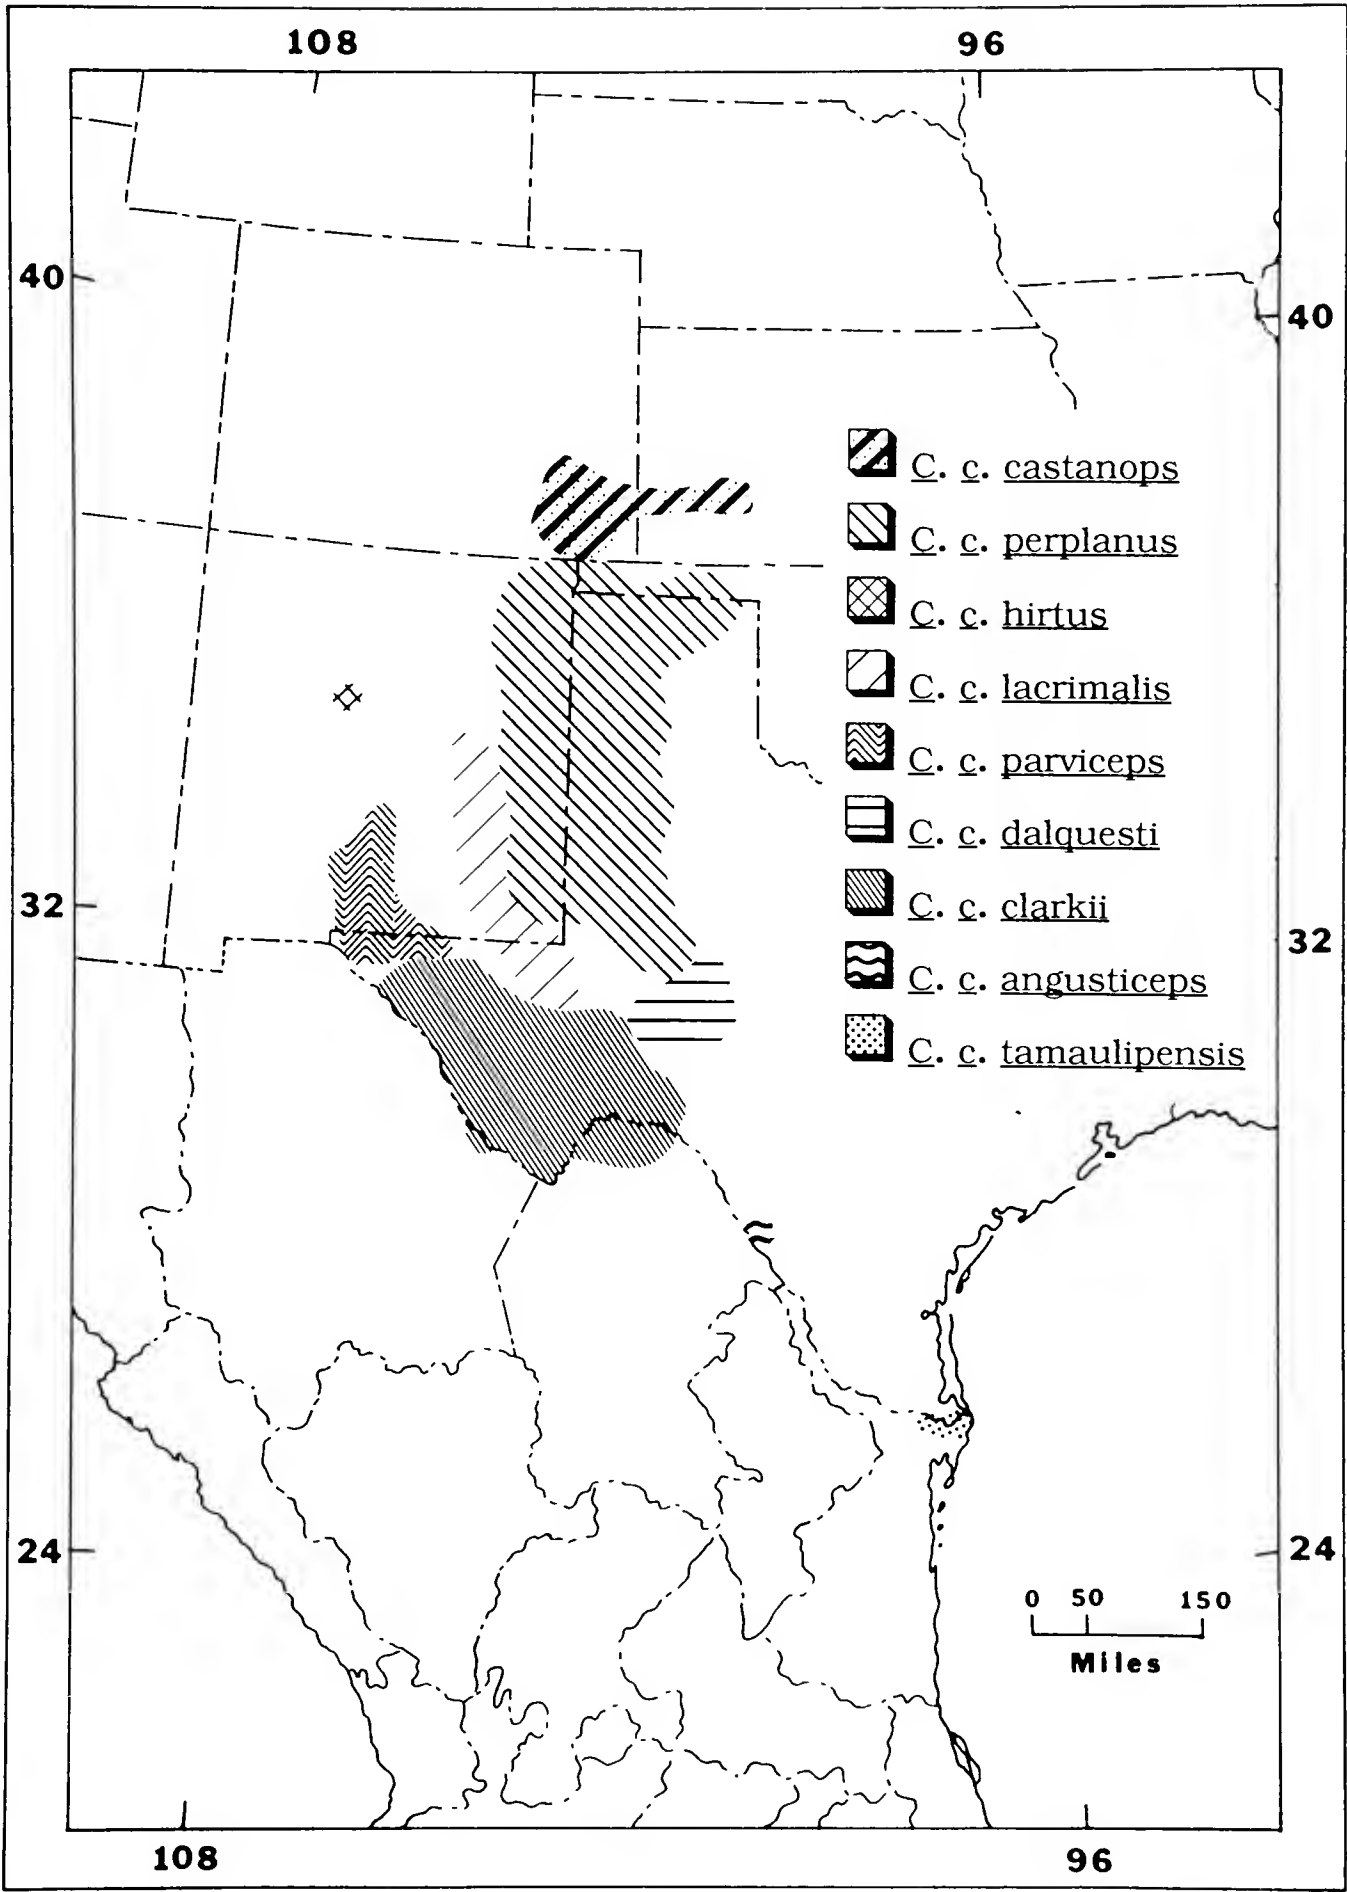 108 96
40
40
C. c. castanops
C. c. perplanus
C. c. hirtus
C. c. lacrimalis
C. c. parviceps
C. c. dalquesti
C. c. clarkii
C. c. angusticeps
C. c. tamaulipensis
32
32
24
24
0 50 150
Miles
108 96